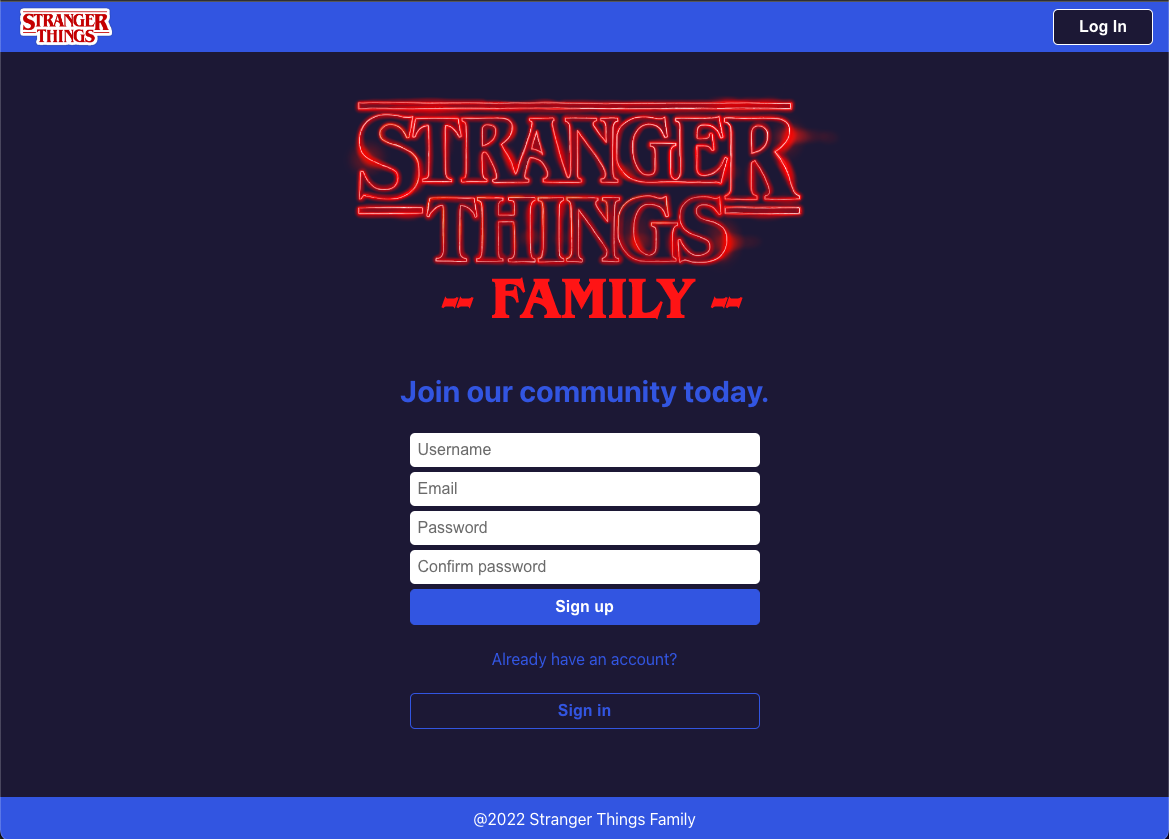 STRANGER
THINGS
Log In
STRANGER
THINGS
-- FAMILY --
Join our community today.
Username
Email
Password
Confirm password
Sign up
Already have an account?
Sign in
@2022 Stranger Things Family